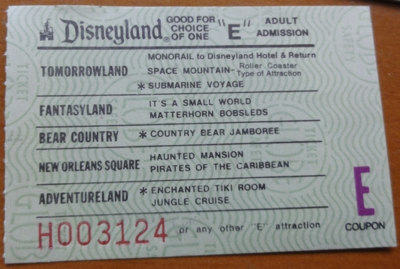 Disneyland GOOD FOR CHOICE OF ONE "E" ADULT ADMISSION
MONORAIL to Disneyland Hotel & Return
TOMORROWLAND SPACE MOUNTAIN- Roller Coaster Type of Attraction
* SUBMARINE VOYAGE
FANTASYLAND IT'S A SMALL WORLD
MATTERHORN BOBSLEDS
BEAR COUNTRY * COUNTRY BEAR JAMBOREE
NEW ORLEANS SQUARE HAUNTED MANSION
PIRATES OF THE CARIBBEAN
ADVENTURELAND * ENCHANTED TIKI ROOM
JUNGLE CRUISE
E
COUPON
H003124 or any other "E" attraction